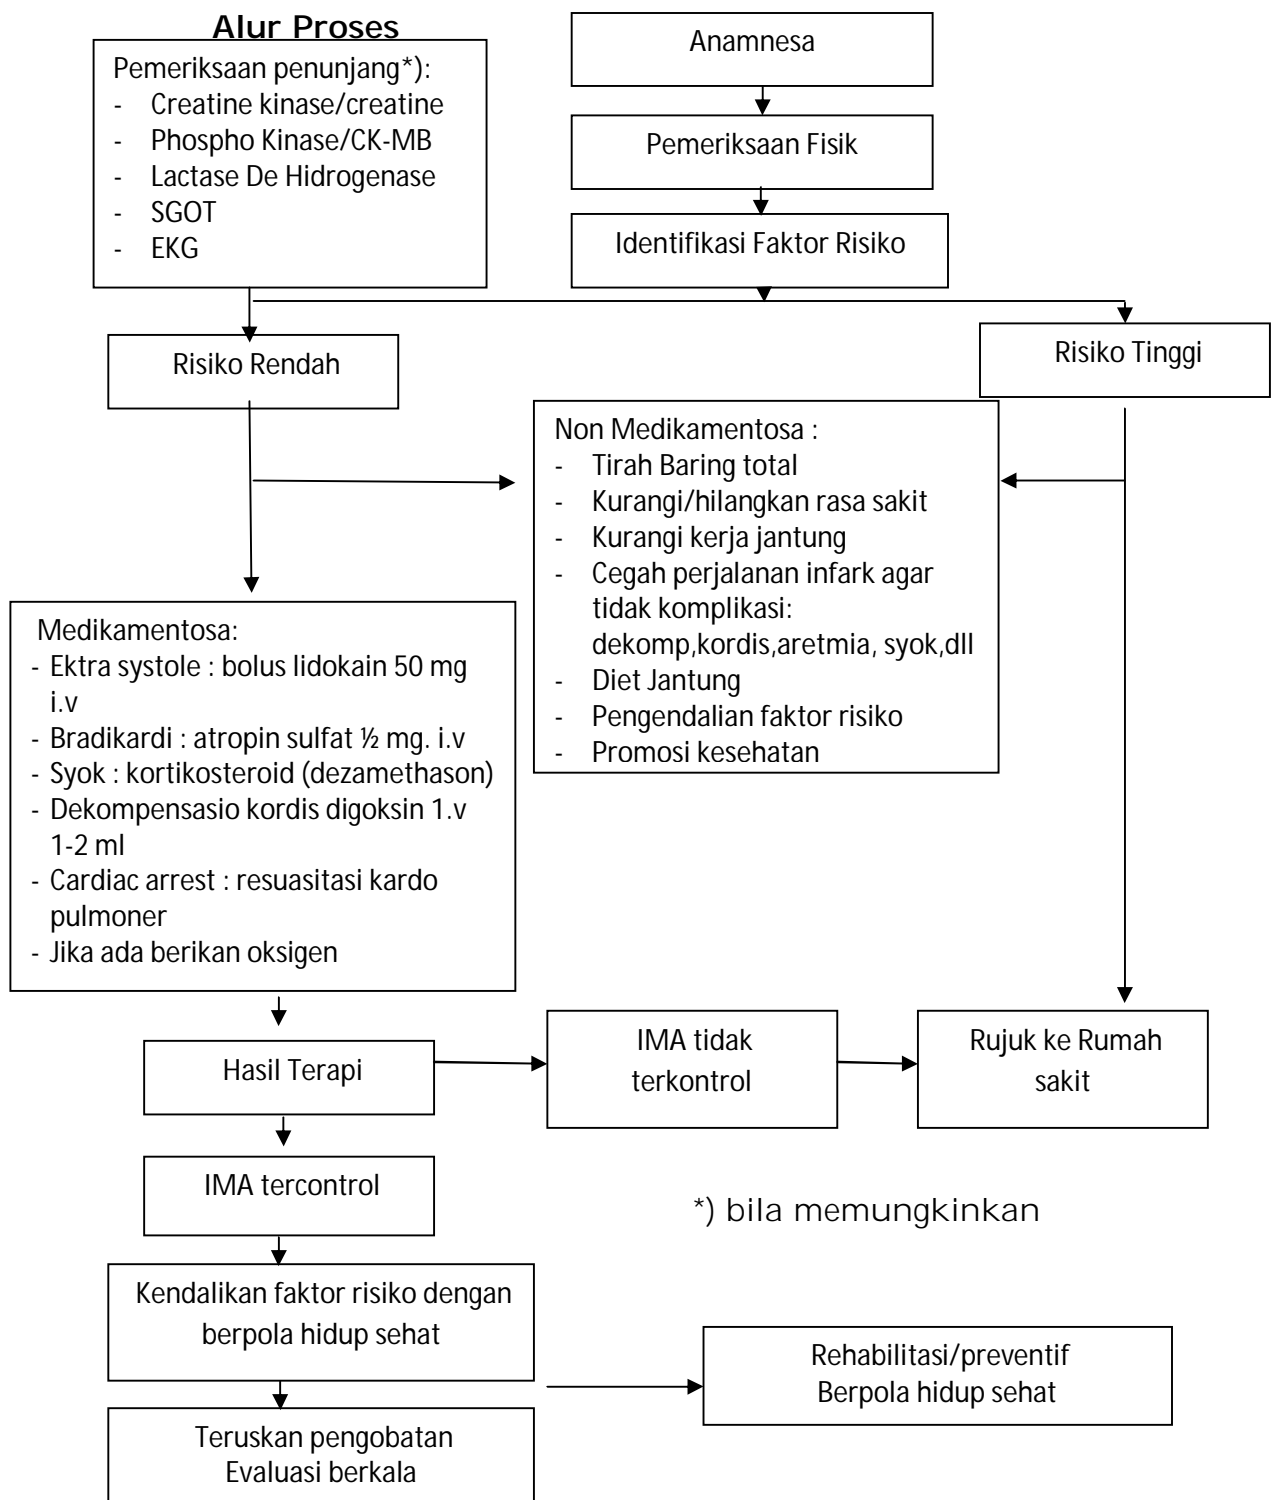 Alur Proses
Pemeriksaan penunjang*):
- Creatine kinase/creatine
- Phospho Kinase/CK-MB
- Lactase De Hidrogenase
- SGOT
- EKG
Anamnesa
Pemeriksaan Fisik
Identifikasi Faktor Risiko
Risiko Rendah
Risiko Tinggi
Non Medikamentosa :
- Tirah Baring total
- Kurangi/hilangkan rasa sakit
- Kurangi kerja jantung
- Cegah perjalanan infark agar
tidak komplikasi:
dekomp,kordis,aretmia, syok,dll
- Diet Jantung
- Pengendalian faktor risiko
- Promosi kesehatan
Medikamentosa:
- Ektra systole : bolus lidokain 50 mg
i.v
- Bradikardi : atropin sulfat ½ mg. i.v
- Syok : kortikosteroid (dezamethason)
- Dekompensasio kordis digoksin 1.v
1-2 ml
- Cardiac arrest : resuasitasi kardo
pulmoner
- Jika ada berikan oksigen
Hasil Terapi
IMA tidak
terkontrol
Rujuk ke Rumah
sakit
IMA tercontrol
*) bila memungkinkan
Kendalikan faktor risiko dengan
berpola hidup sehat
Rehabilitasi/preventif
Berpola hidup sehat
Teruskan pengobatan
Evaluasi berkala